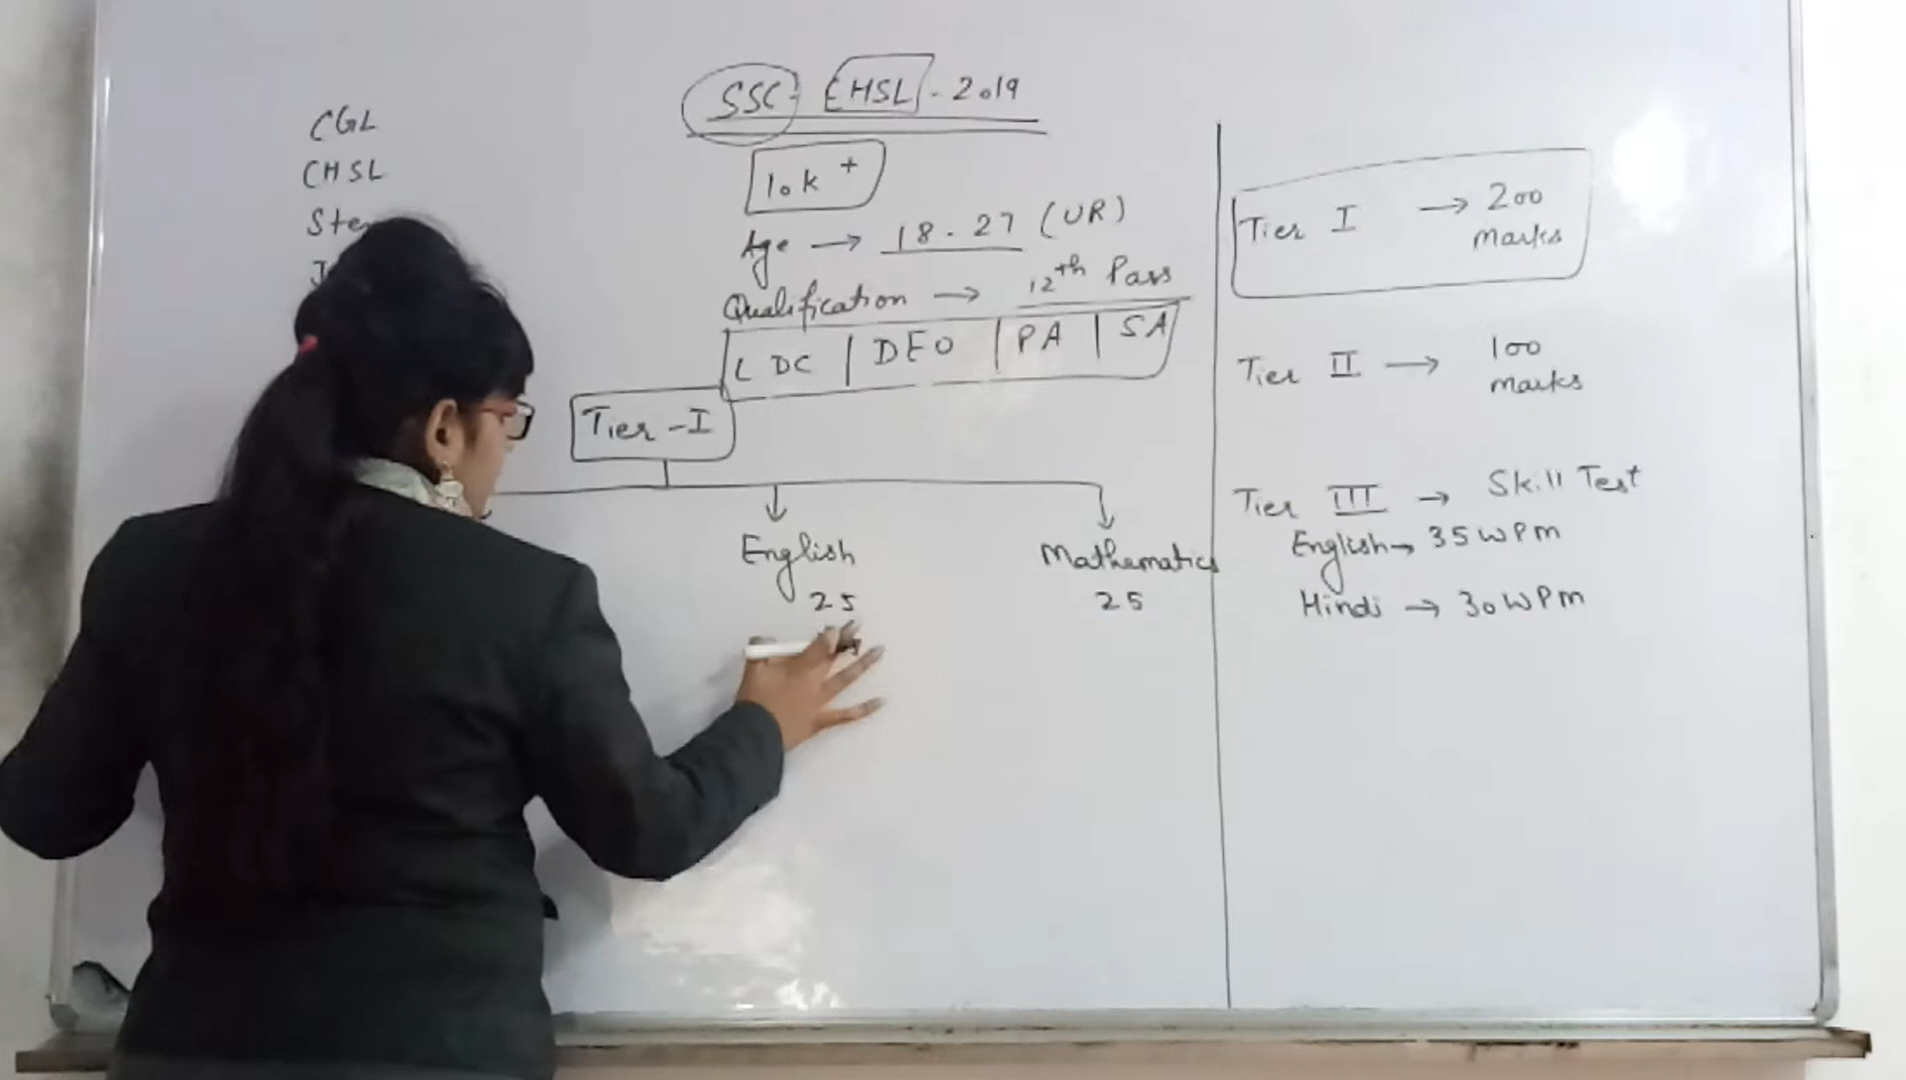 SSC - CHSL - 2019
CGL
CHSL
10k +
Age → 18 - 27 (UR)
Qualification → 12th Pass
LDC | DEO | PA | SA
Tier - I
English
25
Mathematics
25
Tier I → 200
marks
Tier II → 100
marks
Tier III → Skill Test
English → 35 WPM
Hindi → 30 WPM